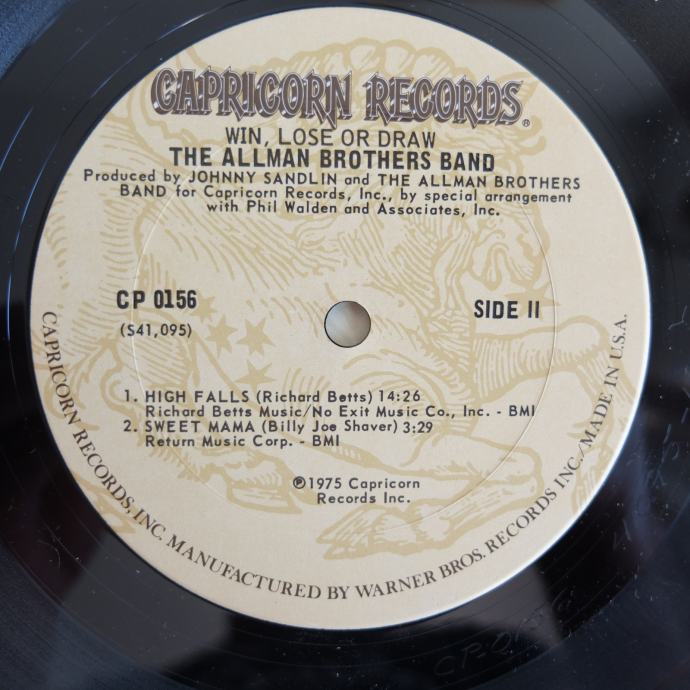 CAPRICORN RECORDS®
WIN, LOSE OR DRAW
THE ALLMAN BROTHERS BAND
Produced by JOHNNY SANDLIN and THE ALLMAN BROTHERS
BAND for Capricorn Records, Inc., by special arrangement
with Phil Walden and Associates, Inc.
CP 0156
SIDE II
(S41,095)
1. HIGH FALLS (Richard Betts) 14:26
Richard Betts Music/No Exit Music Co., Inc. - BMI
2. SWEET MAMA (Billy Joe Shaver) 3:29
Return Music Corp. - BMI
℗1975 Capricorn
Records Inc.
CAPRICORN RECORDS, INC. MANUFACTURED BY WARNER BROS. RECORDS INC./MADE IN U.S.A.